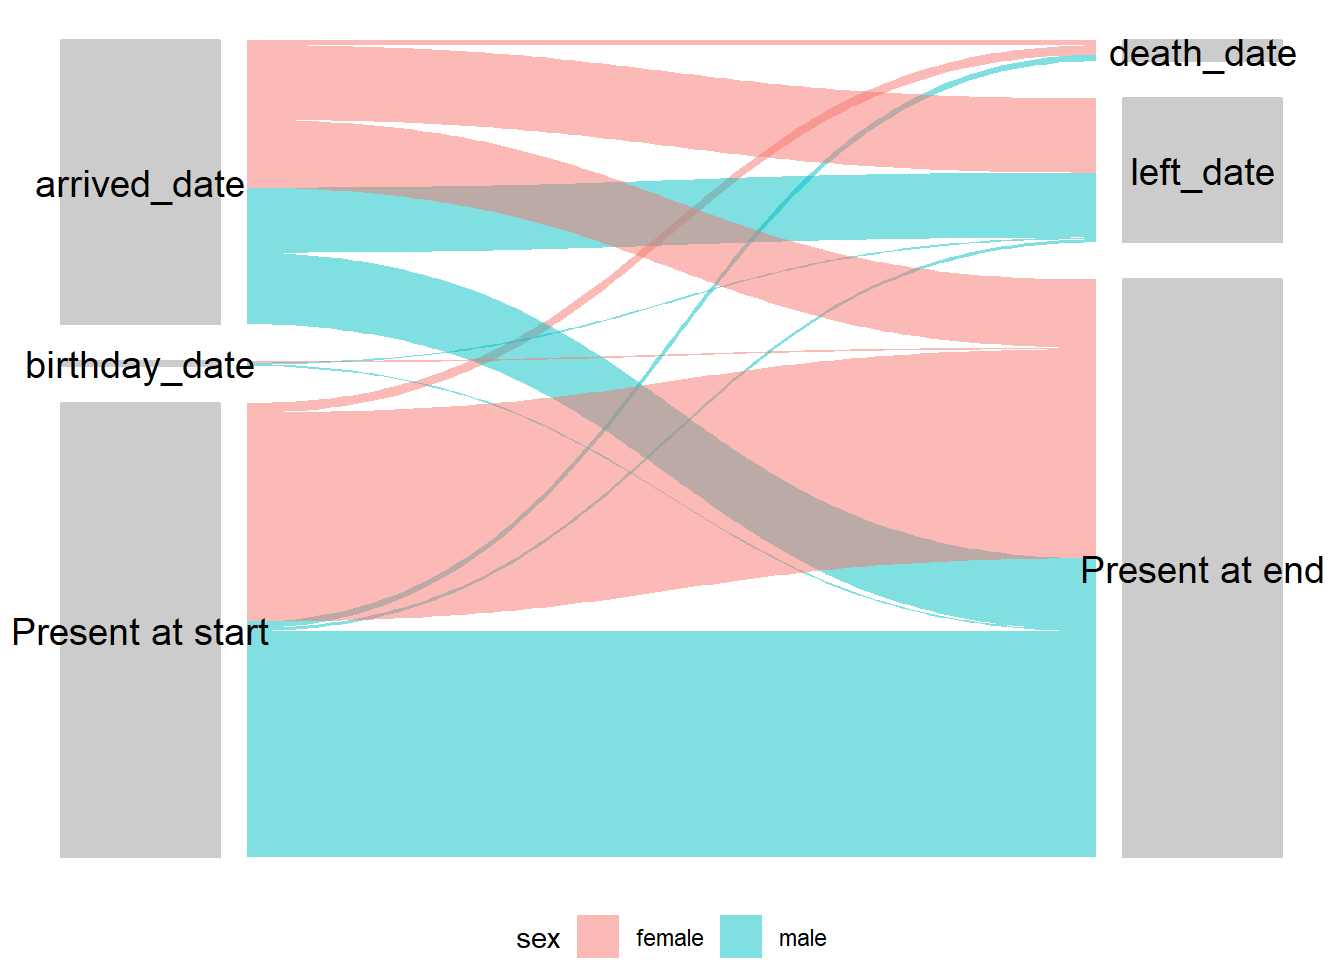 death_date
left_date
arrived_date
birthday_date
Present at end
Present at start
sex female male